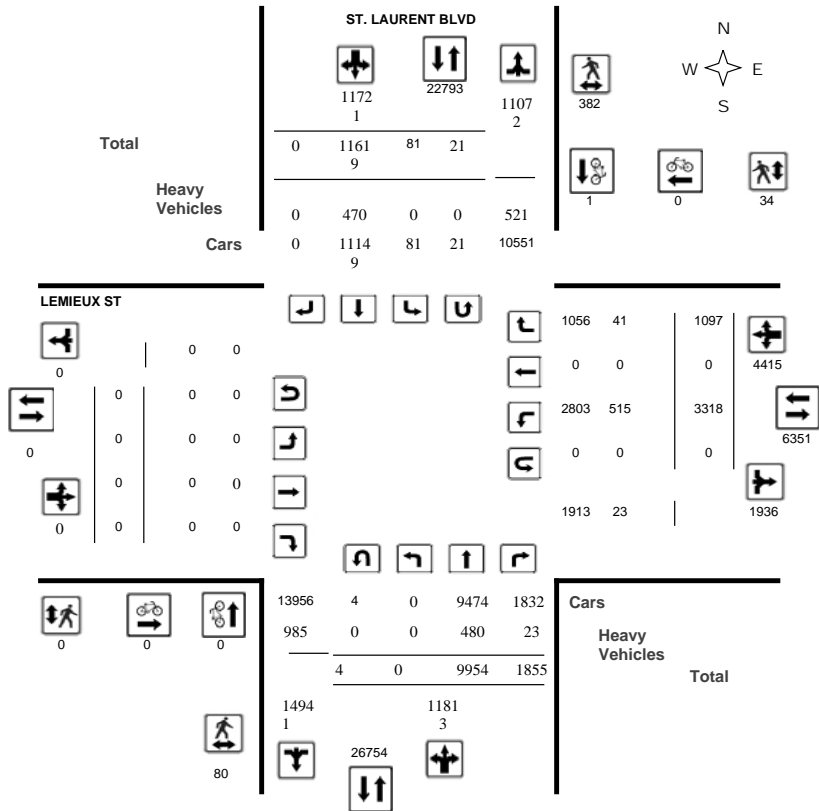 ST. LAURENT BLVD
N
W E
S
1172
1
22793
1107
2
382
Total
0 1161
9 81 21
1 0 34
Heavy
Vehicles
0 470 0 0 521
Cars
0 1114
9 81 21 10551
LEMIEUX ST
0
0 0
0
0 0 0
0 0 0
0 0 0
0
0 0 0
1056 41 1097
0 0 0
4415
2803 515 3318
6351
0 0 0
1913 23
1936
13956 4 0 9474 1832
Cars
985 0 0 480 23
Heavy
Vehicles
0 0 0
4 0 9954 1855
Total
1494
1
1181
3
26754
80